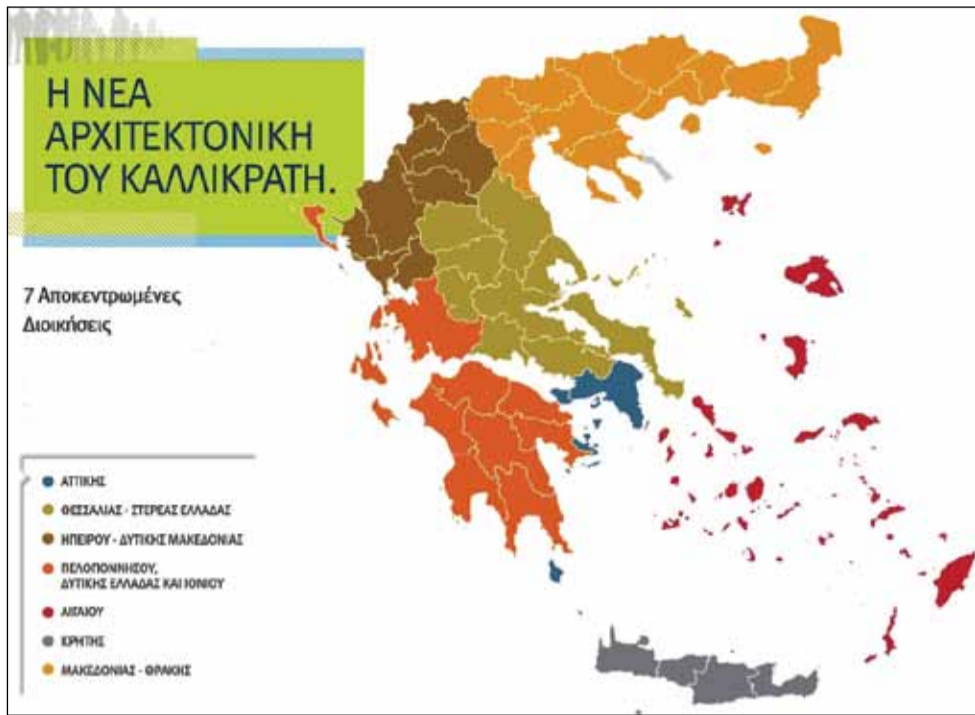 Η ΝΕΑ
ΑΡΧΙΤΕΚΤΟΝΙΚΗ
ΤΟΥ ΚΑΛΛΙΚΡΑΤΗ.
7 Αποκεντρωμένες
Διοικήσεις
ΑΤΤΙΚΗΣ
ΘΕΣΣΑΛΙΑΣ - ΣΤΕΡΕΑΣ ΕΛΛΑΔΑΣ
ΗΠΕΙΡΟΥ - ΔΥΤΙΚΗΣ ΜΑΚΕΔΟΝΙΑΣ
ΠΕΛΟΠΟΝΝΗΣΟΥ,
ΔΥΤΙΚΗΣ ΕΛΛΑΔΑΣ ΚΑΙ ΙΟΝΙΟΥ
ΑΙΓΑΙΟΥ
ΚΡΗΤΗΣ
ΜΑΚΕΔΟΝΙΑΣ - ΘΡΑΚΗΣ